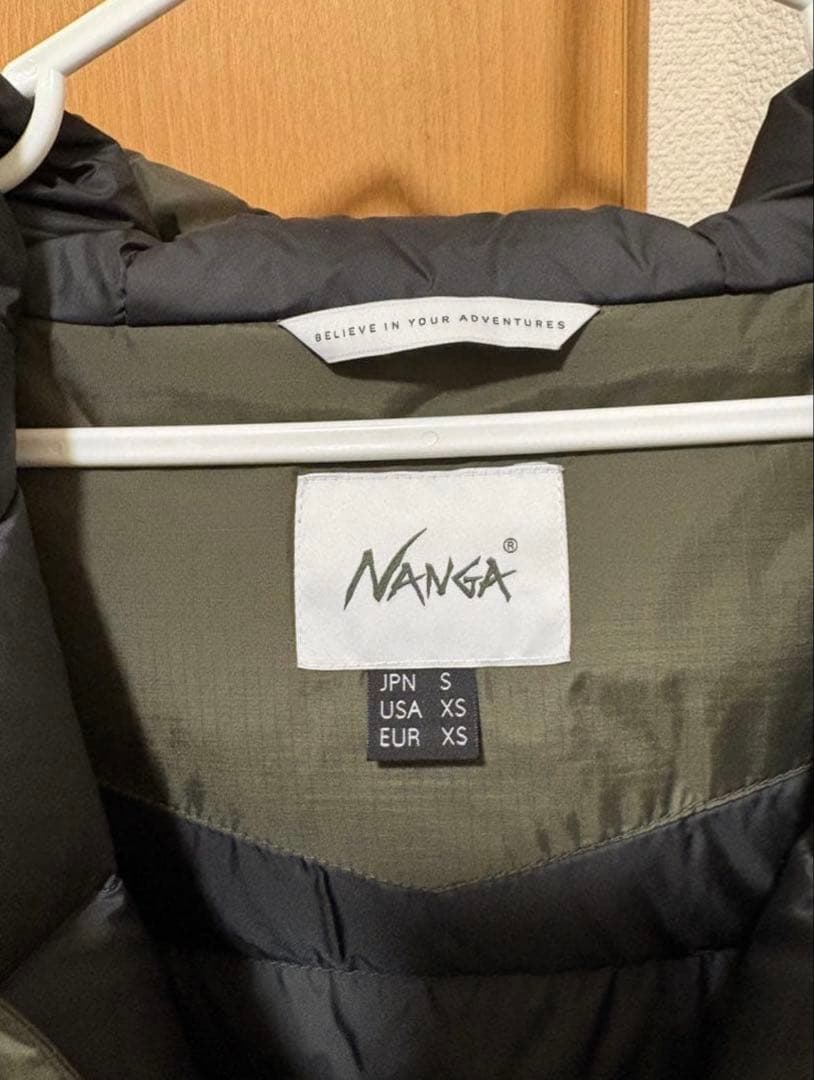 BELIEVE IN YOUR ADVENTURES
NANGA®
JPN S
USA XS
EUR XS